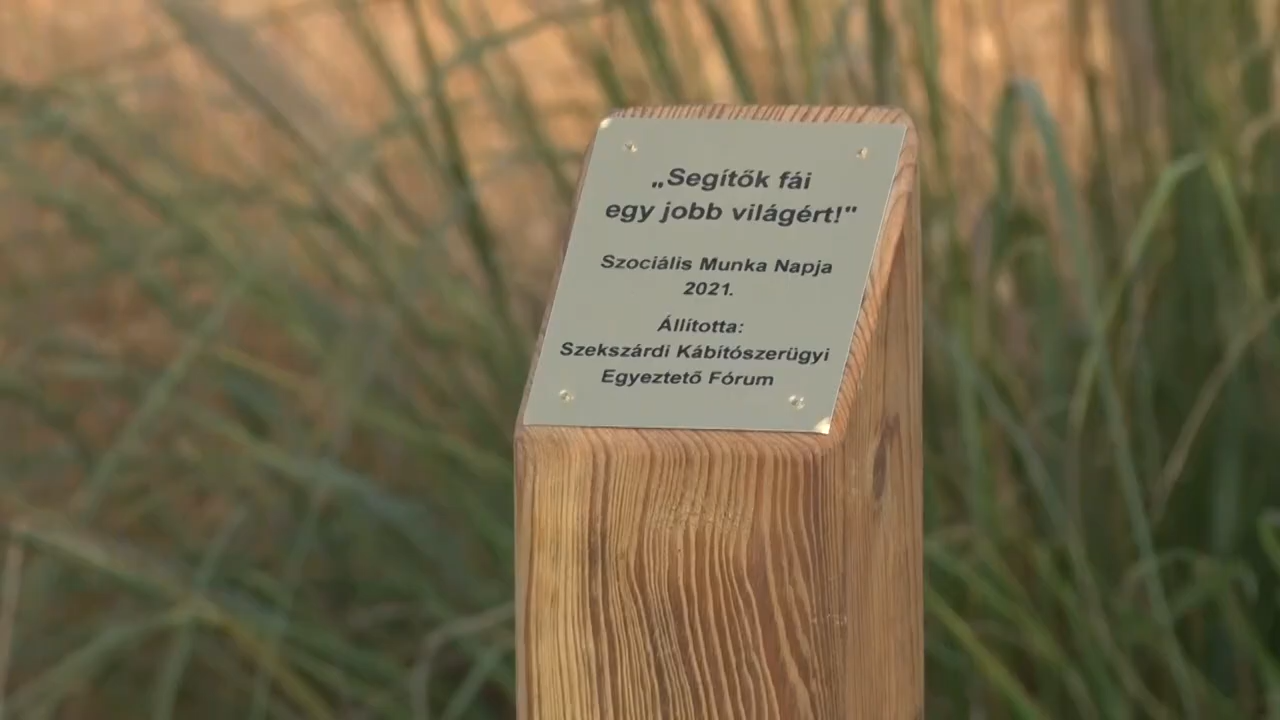 „Segítők fái
egy jobb világért!"
Szociális Munka Napja
2021.
Állította:
Szekszárdi Kábítószerügyi
Egyeztető Fórum